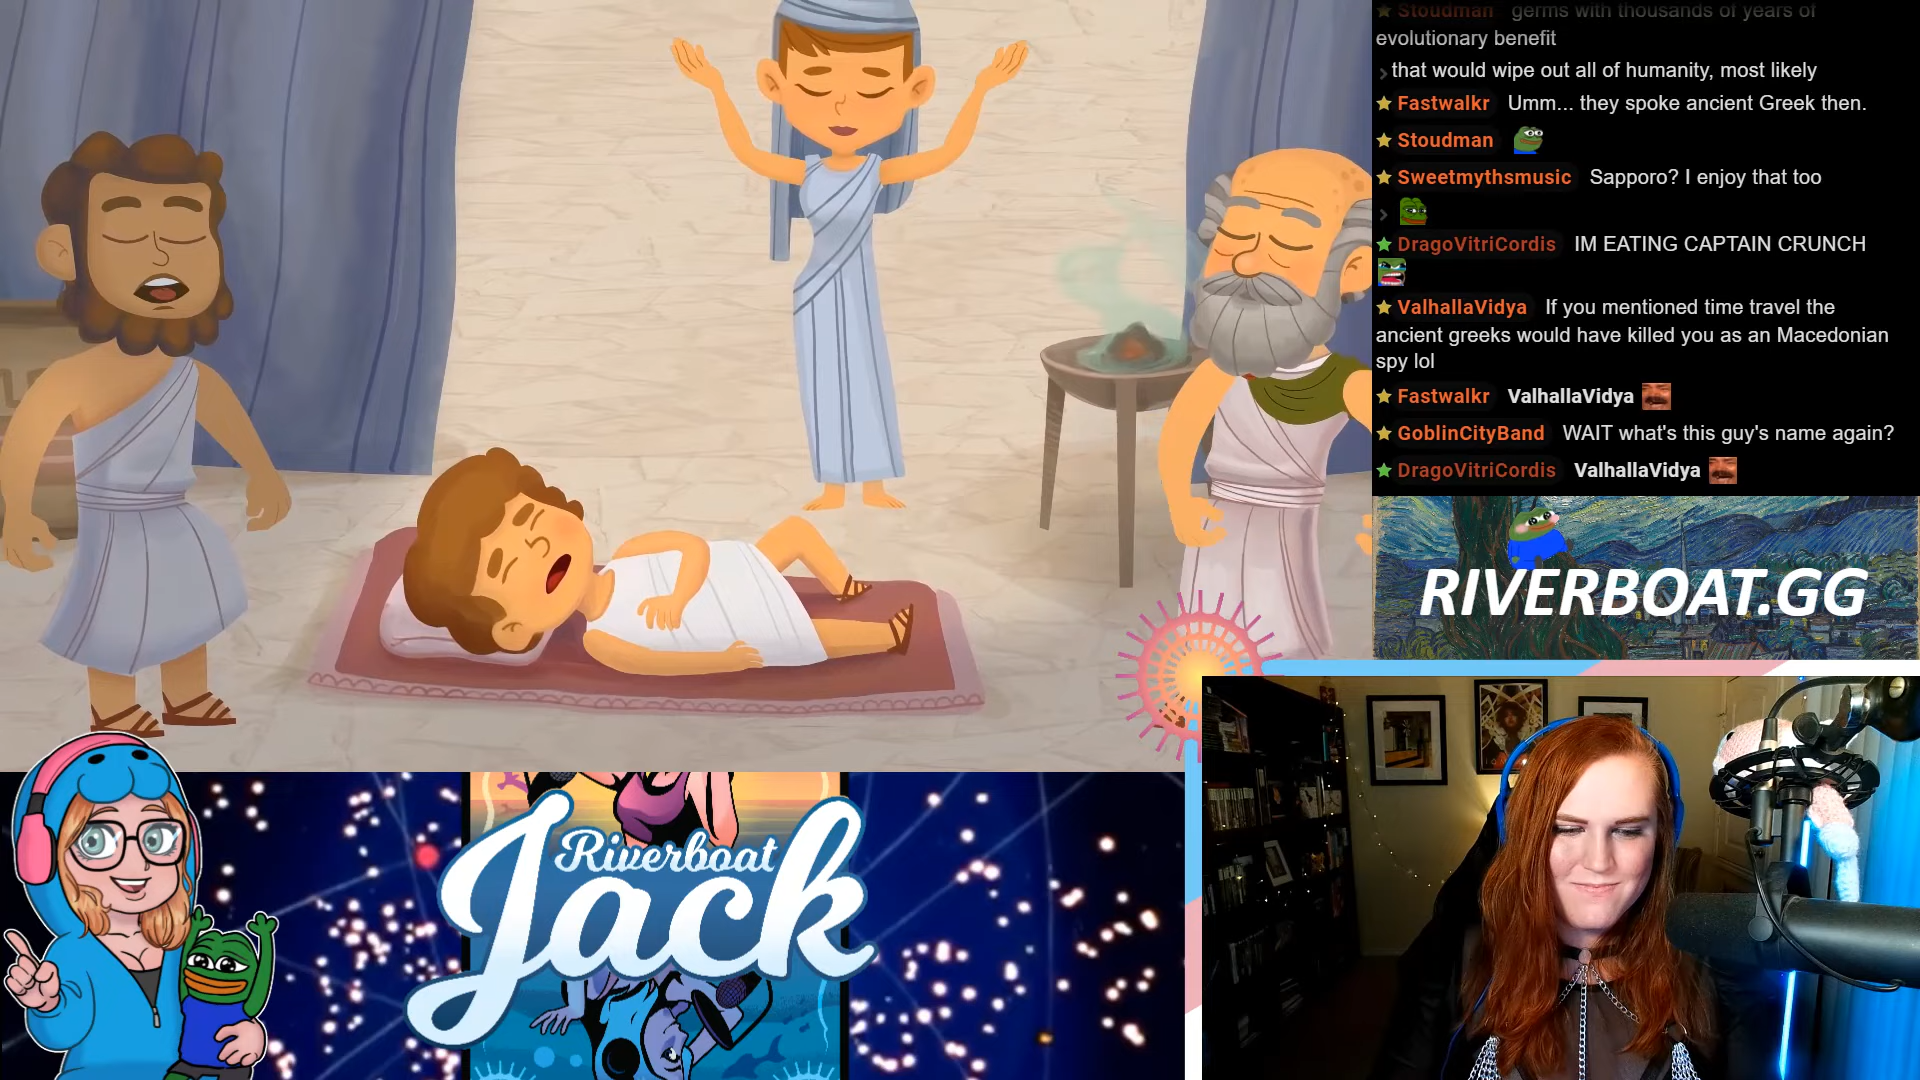 Stoudman germs with thousands of years of
evolutionary benefit
that would wipe out all of humanity, most likely
Fastwalkr Umm... they spoke ancient Greek then.
Stoudman
Sweetmythsmusic Sapporo? I enjoy that too
DragoVitriCordis IM EATING CAPTAIN CRUNCH
ValhallaVidya If you mentioned time travel the
ancient greeks would have killed you as an Macedonian
spy lol
Fastwalkr ValhallaVidya
GoblinCityBand WAIT what's this guy's name again?
DragoVitriCordis ValhallaVidya
RIVERBOAT.GG
Riverboat
Jack